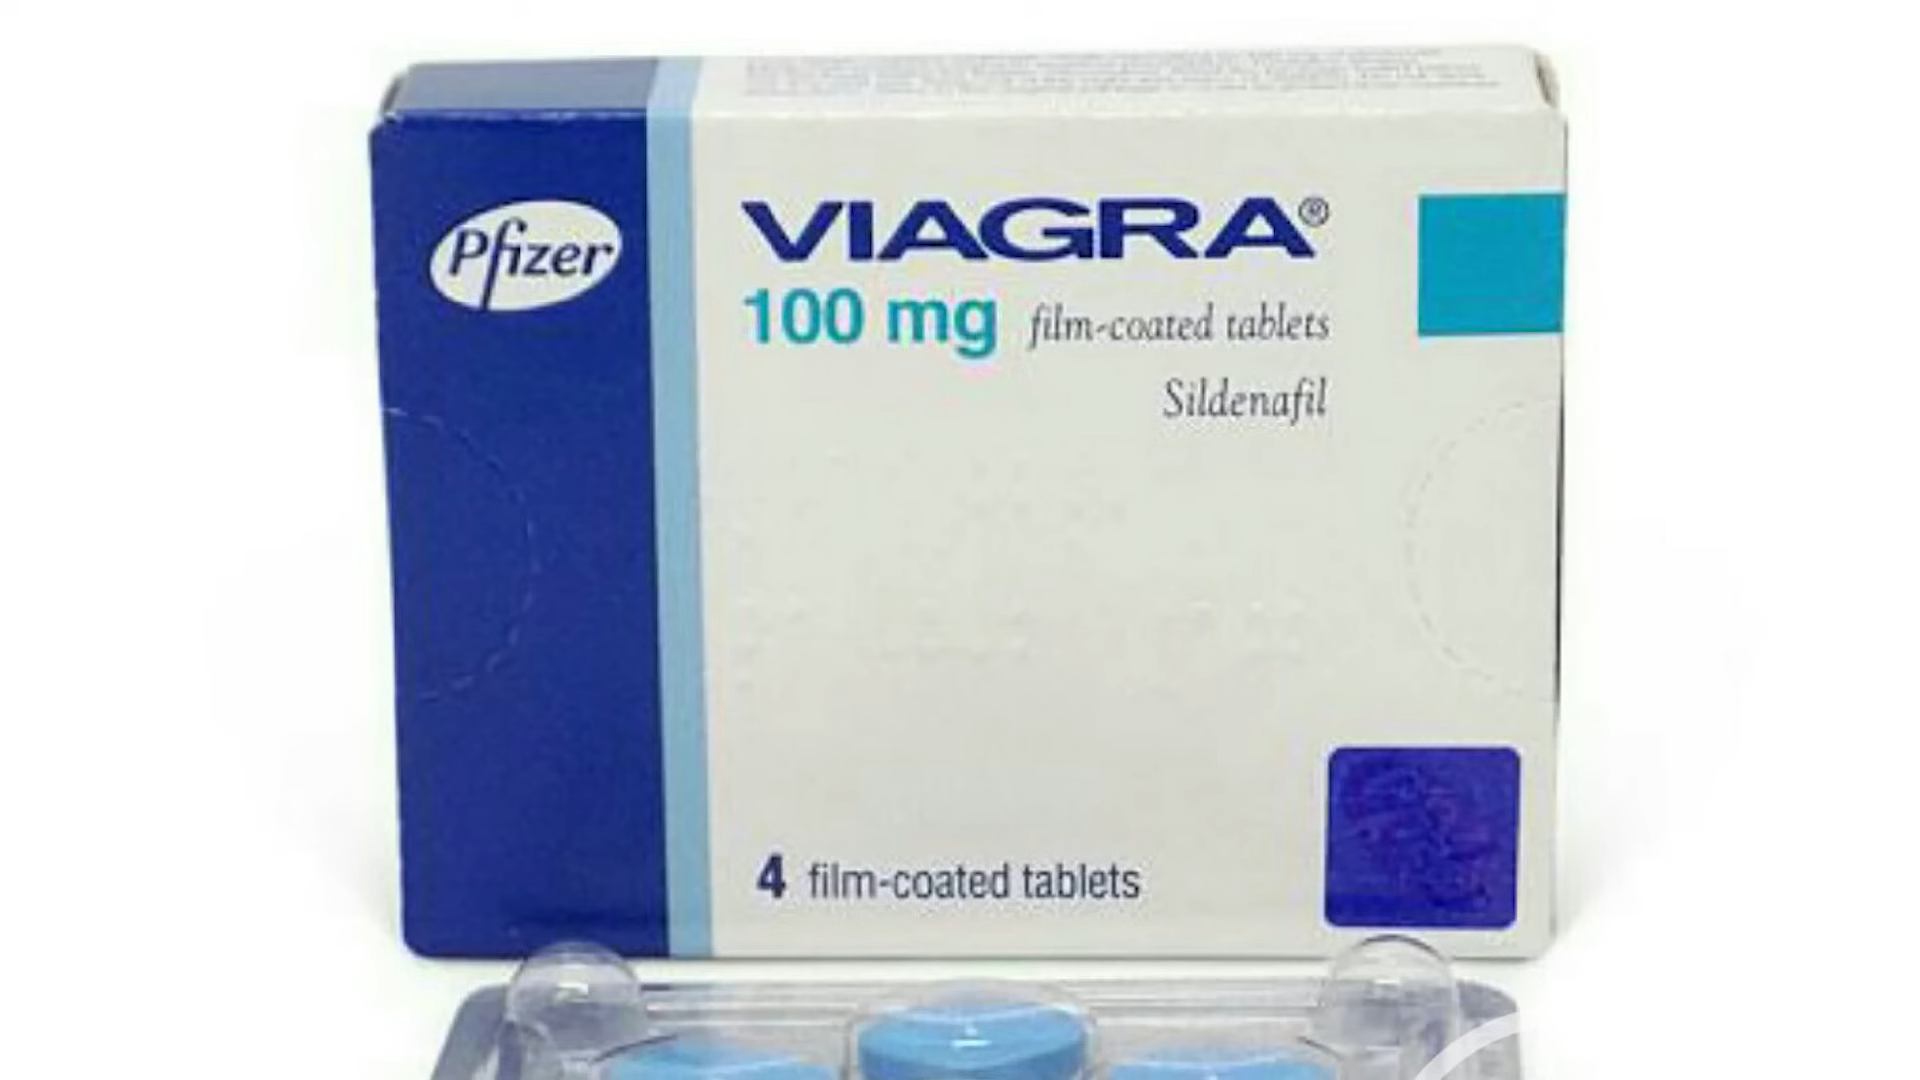 Pfizer
VIAGRA®
100 mg film-coated tablets
Sildenafil
4 film-coated tablets